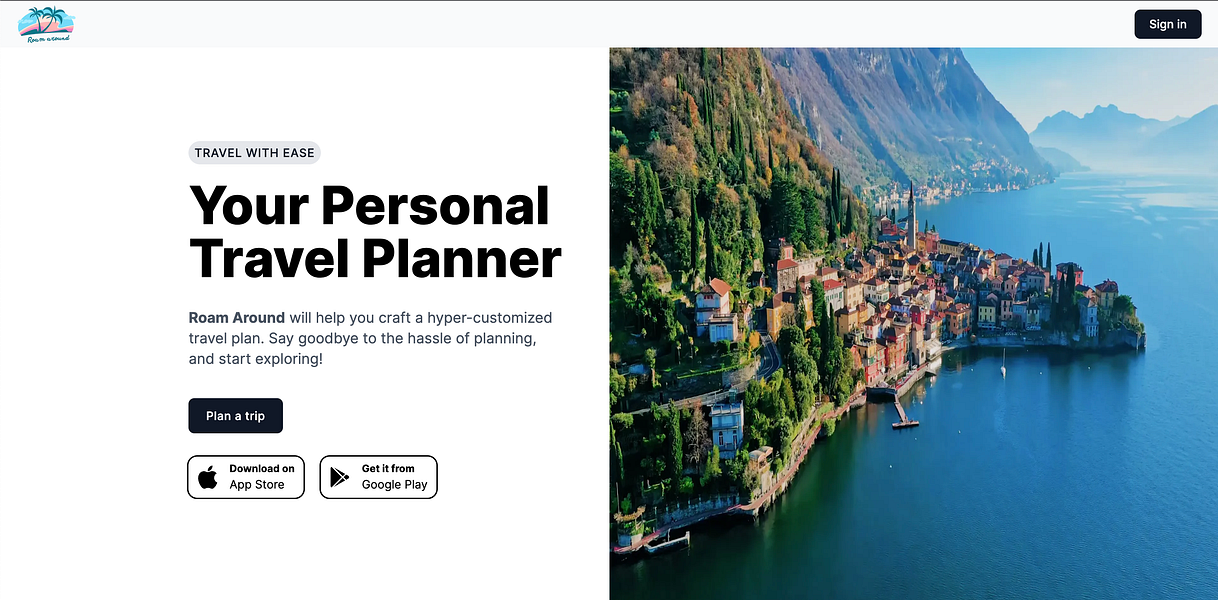 Roam around
Sign in
TRAVEL WITH EASE
Your Personal
Travel Planner
Roam Around will help you craft a hyper-customized
travel plan. Say goodbye to the hassle of planning,
and start exploring!
Plan a trip
Download on
App Store
Get it from
Google Play